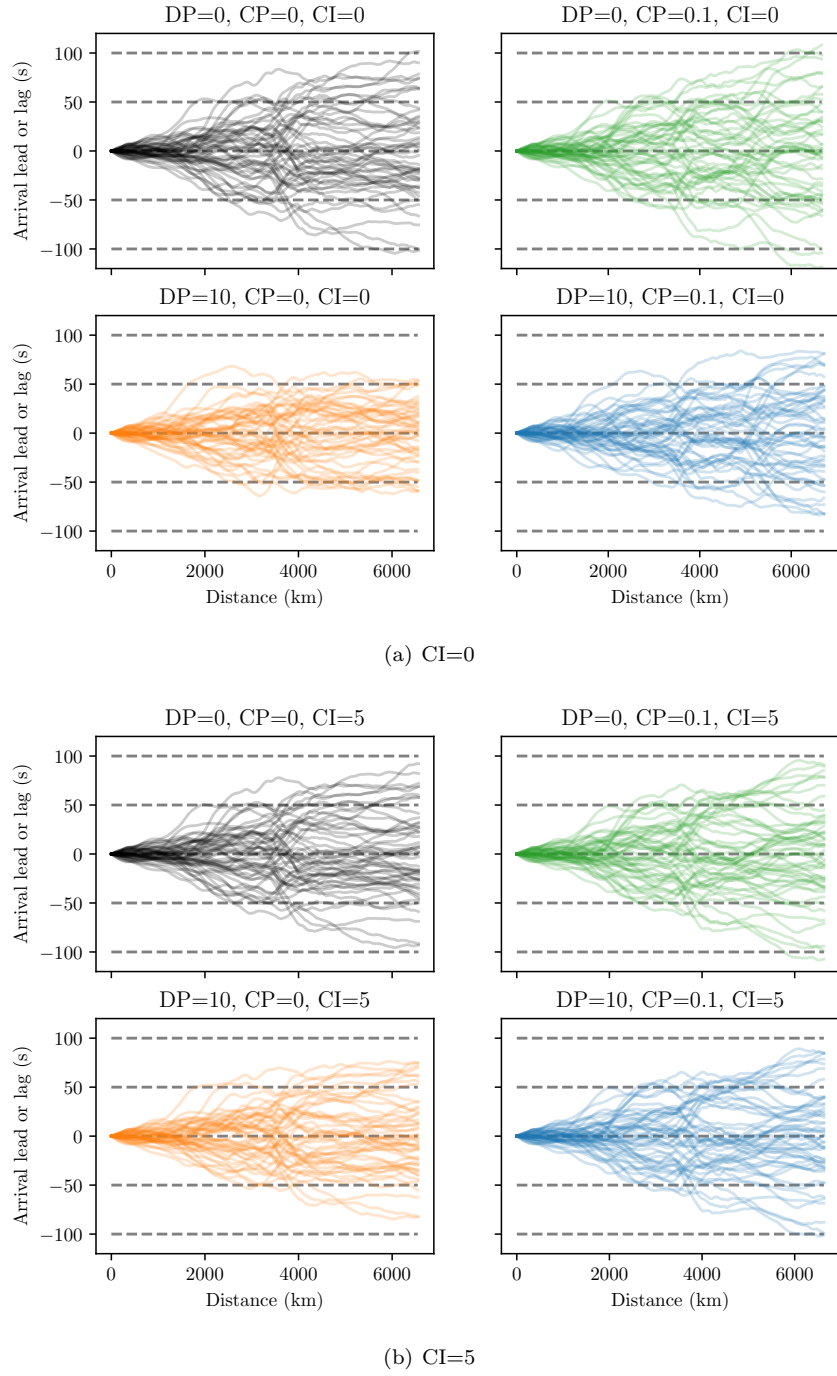 DP=0, CP=0, CI=0
DP=0, CP=0.1, CI=0
100
50
0
−50
−100
Arrival lead or lag (s)
DP=10, CP=0, CI=0
DP=10, CP=0.1, CI=0
100
50
0
−50
−100
Arrival lead or lag (s)
0 2000 4000 6000
0 2000 4000 6000
Distance (km)
Distance (km)
(a) CI=0
DP=0, CP=0, CI=5
DP=0, CP=0.1, CI=5
100
50
0
−50
−100
Arrival lead or lag (s)
DP=10, CP=0, CI=5
DP=10, CP=0.1, CI=5
100
50
0
−50
−100
Arrival lead or lag (s)
0 2000 4000 6000
0 2000 4000 6000
Distance (km)
Distance (km)
(b) CI=5